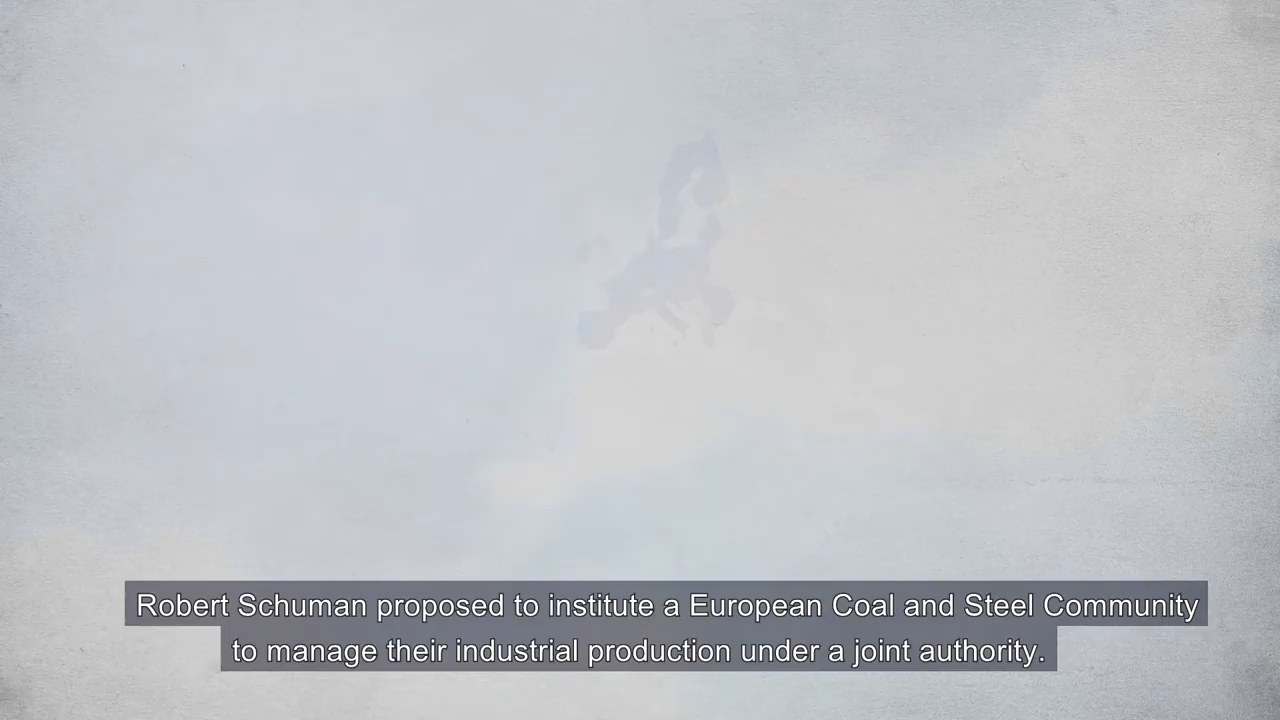 Robert Schuman proposed to institute a European Coal and Steel Community
to manage their industrial production under a joint authority.